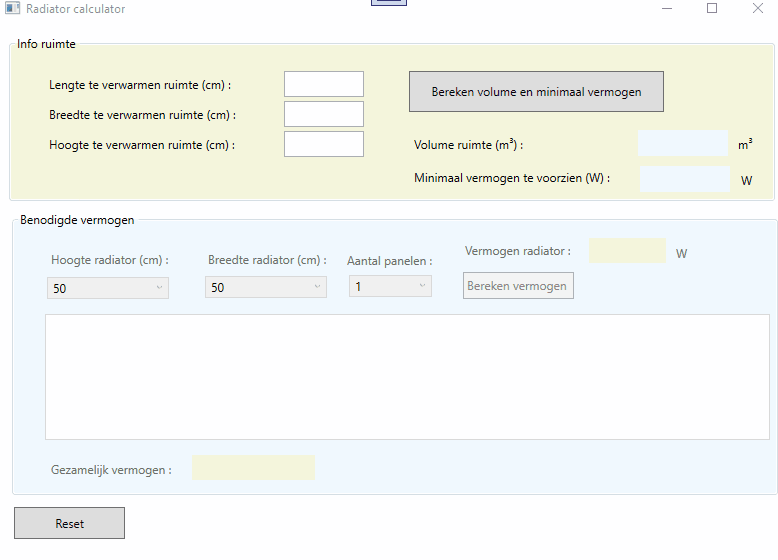 Radiator calculator
Info ruimte
Lengte te verwarmen ruimte (cm) :
Breedte te verwarmen ruimte (cm) :
Hoogte te verwarmen ruimte (cm) :
Bereken volume en minimaal vermogen
Volume ruimte (m³) :
m³
Minimaal vermogen te voorzien (W) :
W
Benodigde vermogen
Hoogte radiator (cm) :
50
Breedte radiator (cm) :
50
Aantal panelen :
1
Vermogen radiator :
W
Bereken vermogen
Gezamelijk vermogen :
Reset